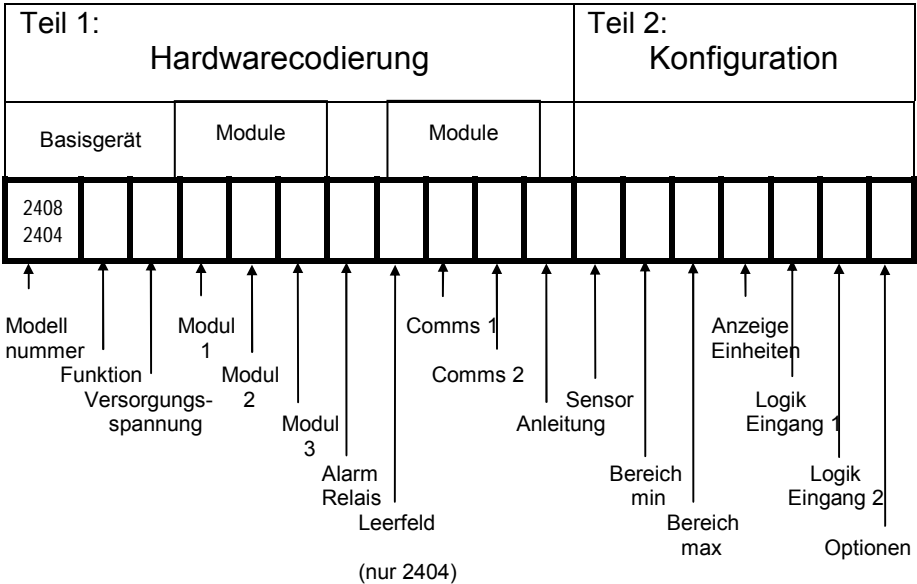 Teil 1:
Hardwarecodierung
Teil 2:
Konfiguration
Basisgerät
Module
Module
2408
2404
Modell
nummer
Funktion
Versorgungs-
spannung
Modul
1
Modul
2
Modul
3
Alarm
Relais
Leerfeld
(nur 2404)
Comms 1
Comms 2
Anleitung
Sensor
Bereich
min
Bereich
max
Anzeige
Einheiten
Logik
Eingang 1
Logik
Eingang 2
Optionen